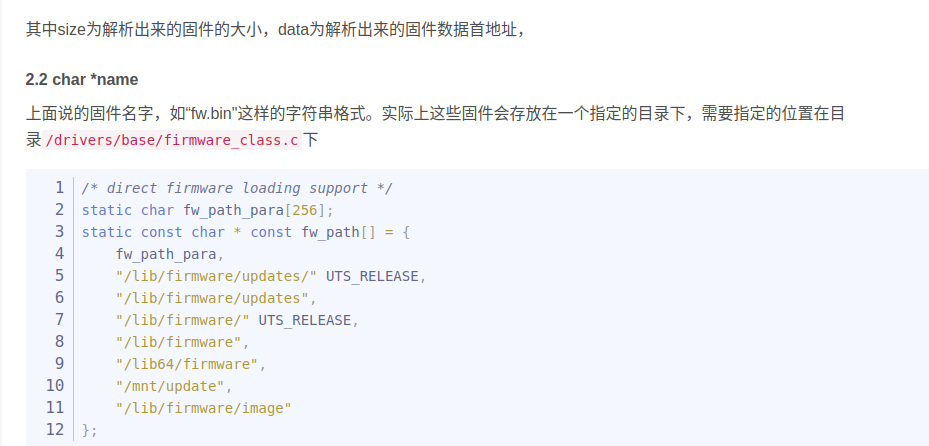 其中size为解析出来的固件的大小，data为解析出来的固件数据首地址，
2.2 char *name
上面说的固件名字，如“fw.bin"这样的字符串格式。实际上这些固件会存放在一个指定的目录下，需要指定的位置在目
录 /drivers/base/firmware_class.c 下
1 /* direct firmware loading support */
2 static char fw_path_para[256];
3 static const char * const fw_path[] = {
4     fw_path_para,
5     "/lib/firmware/updates/" UTS_RELEASE,
6     "/lib/firmware/updates",
7     "/lib/firmware/" UTS_RELEASE,
8     "/lib/firmware",
9     "/lib64/firmware",
10     "/mnt/update",
11     "/lib/firmware/image"
12 };